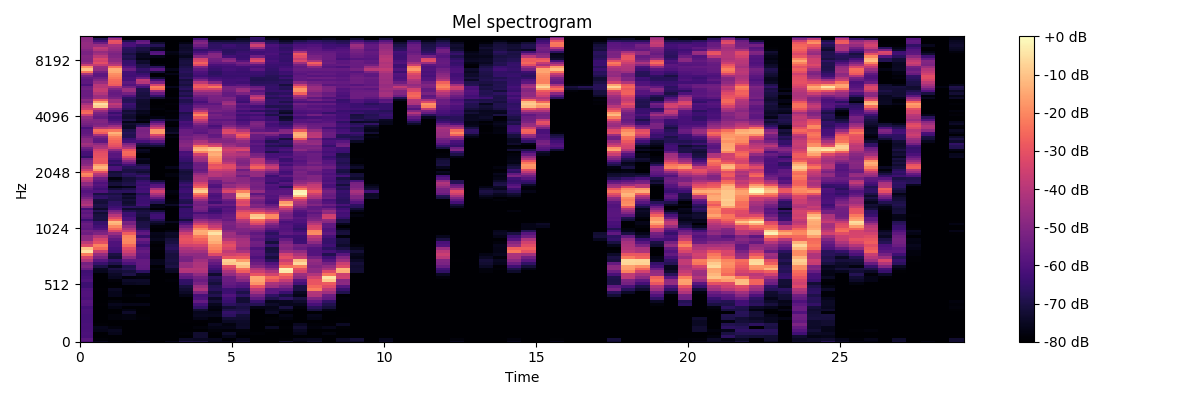 Mel spectrogram
+0 dB
8192
-10 dB
4096
-20 dB
-30 dB
2048
Hz
-40 dB
1024
-50 dB
-60 dB
512
-70 dB
0
-80 dB
0 5 10 15 20 25
Time